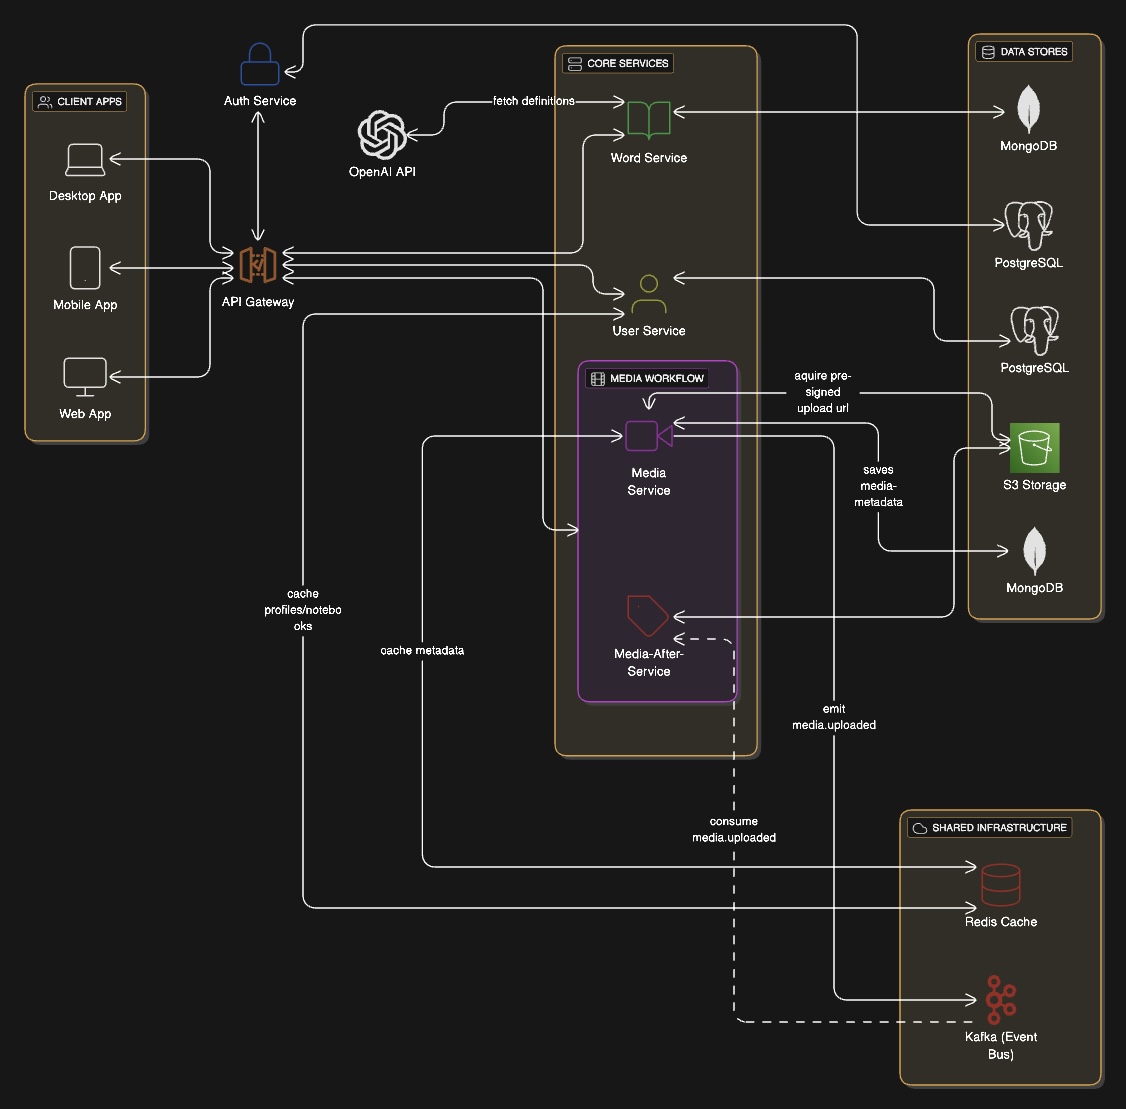 CLIENT APPS
Desktop App
Mobile App
Web App
Auth Service
API Gateway
OpenAI API
fetch definitions
CORE SERVICES
Word Service
User Service
MEDIA WORKFLOW
Media
Service
Media-After-
Service
DATA STORES
MongoDB
PostgreSQL
PostgreSQL
S3 Storage
MongoDB
aquire pre-
signed
upload url
saves
media-
metadata
cache
profiles/notebo
oks
cache metadata
emit
media.uploaded
consume
media.uploaded
SHARED INFRASTRUCTURE
Redis Cache
Kafka (Event
Bus)